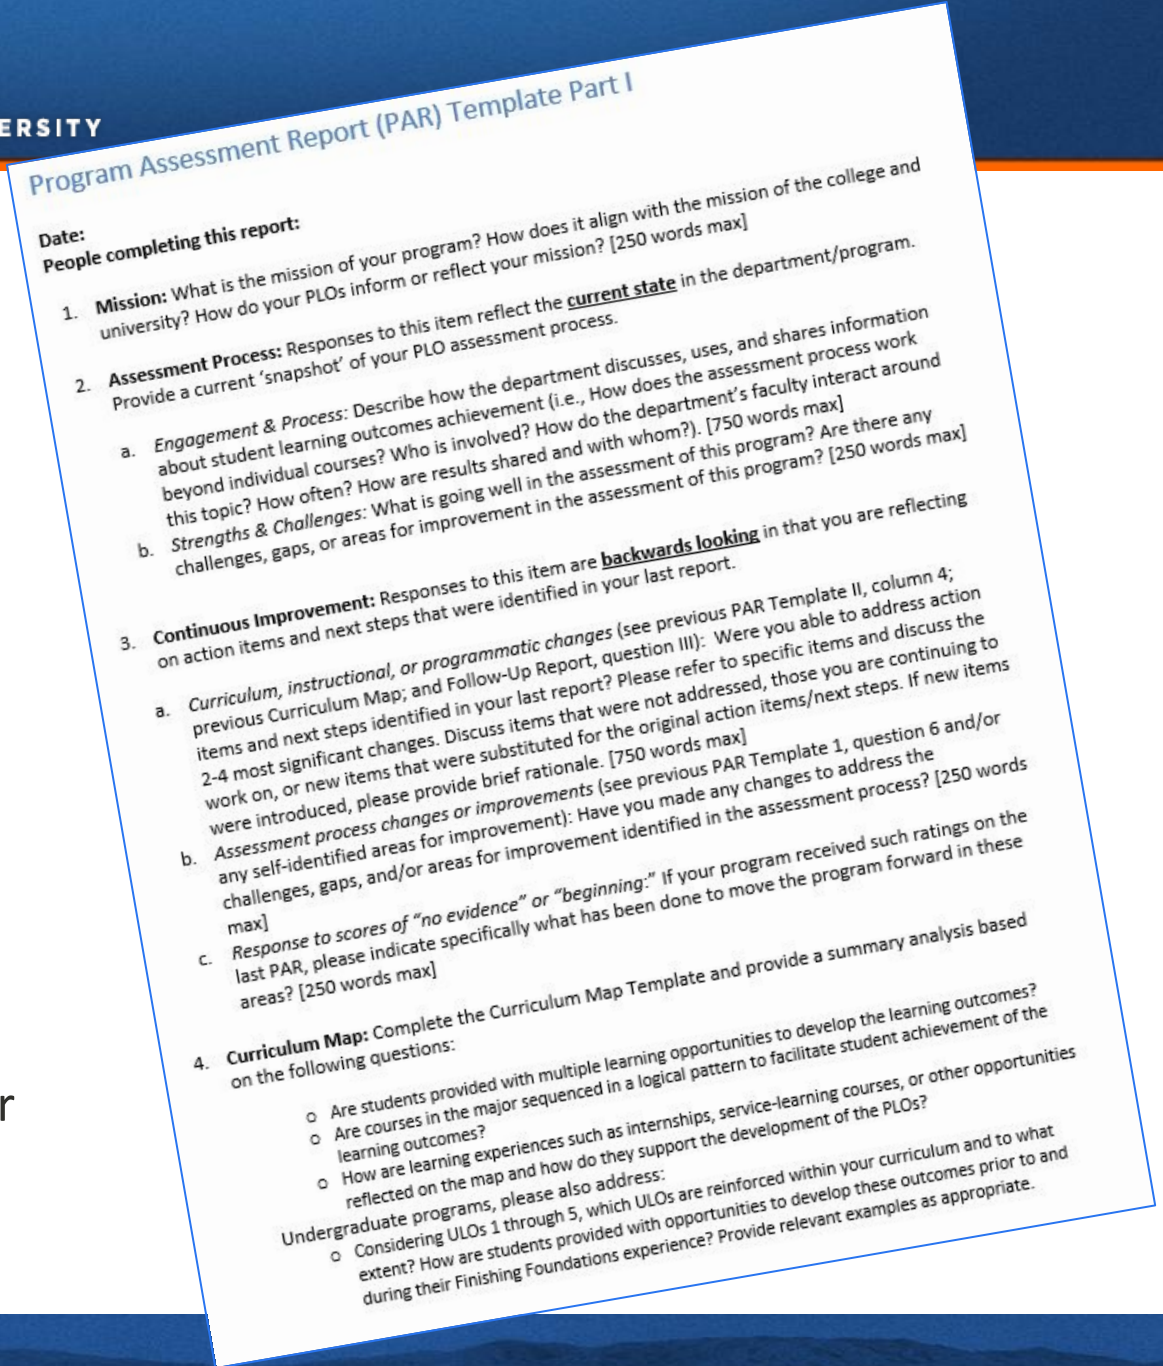 ERSITY
Program Assessment Report (PAR) Template Part I
Date:
People completing this report:
1. Mission: What is the mission of your program? How does it align with the mission of the college and
university? How do your PLOs inform or reflect your mission? [250 words max]
2. Assessment Process: Responses to this item reflect the current state in the department/program.
Provide a current ‘snapshot’ of your PLO assessment process.
a. Engagement & Process: Describe how the department discusses, uses, and shares information
about student learning outcomes achievement (i.e., How does the assessment process work
beyond individual courses? Who is involved? How do the department’s faculty interact around
this topic? How often? How are results shared and with whom?). [750 words max]
b. Strengths & Challenges: What is going well in the assessment of this program? Are there any
challenges, gaps, or areas for improvement in the assessment of this program? [250 words max]
3. Continuous Improvement: Responses to this item are backwards looking in that you are reflecting
on action items and next steps that were identified in your last report.
a. Curriculum, instructional, or programmatic changes (see previous PAR Template II, column 4;
previous Curriculum Map; and Follow-Up Report, question III): Were you able to address action
items and next steps identified in your last report? Please refer to specific items and discuss the
2-4 most significant changes. Discuss items that were not addressed, those you are continuing to
work on, or new items that were substituted for the original action items/next steps. If new items
were introduced, please provide brief rationale. [750 words max]
b. Assessment process changes or improvements (see previous PAR Template 1, question 6 and/or
any self-identified areas for improvement): Have you made any changes to address the
challenges, gaps, and/or areas for improvement identified in the assessment process? [250 words
max]
c. Response to scores of “no evidence” or “beginning:” If your program received such ratings on the
last PAR, please indicate specifically what has been done to move the program forward in these
areas? [250 words max]
4. Curriculum Map: Complete the Curriculum Map Template and provide a summary analysis based
on the following questions:
o Are students provided with multiple learning opportunities to develop the learning outcomes?
o Are courses in the major sequenced in a logical pattern to facilitate student achievement of the
learning outcomes?
o How are learning experiences such as internships, service-learning courses, or other opportunities
reflected on the map and how do they support the development of the PLOs?
Undergraduate programs, please also address:
o Considering ULOs 1 through 5, which ULOs are reinforced within your curriculum and to what
extent? How are students provided with opportunities to develop these outcomes prior to and
during their Finishing Foundations experience? Provide relevant examples as appropriate.
r